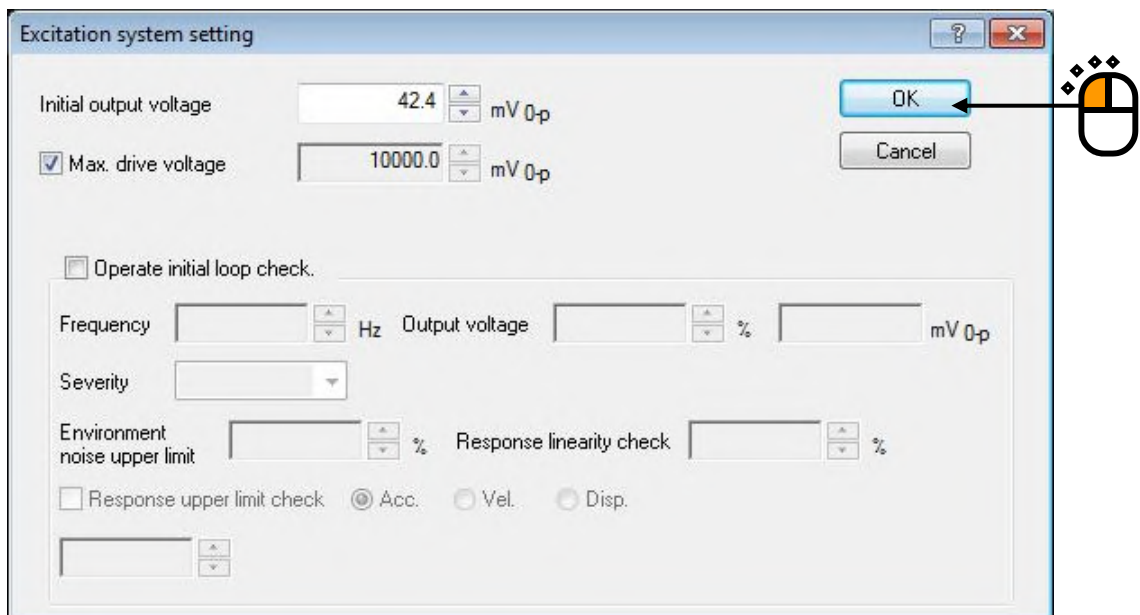 Excitation system setting
Initial output voltage 42.4 mV 0-p OK
Max. drive voltage 10000.0 mV 0-p Cancel
Operate initial loop check.
Frequency Hz Output voltage % mV 0-p
Severity
Environment
noise upper limit % Response linearity check %
Response upper limit check Acc. Vel. Disp.